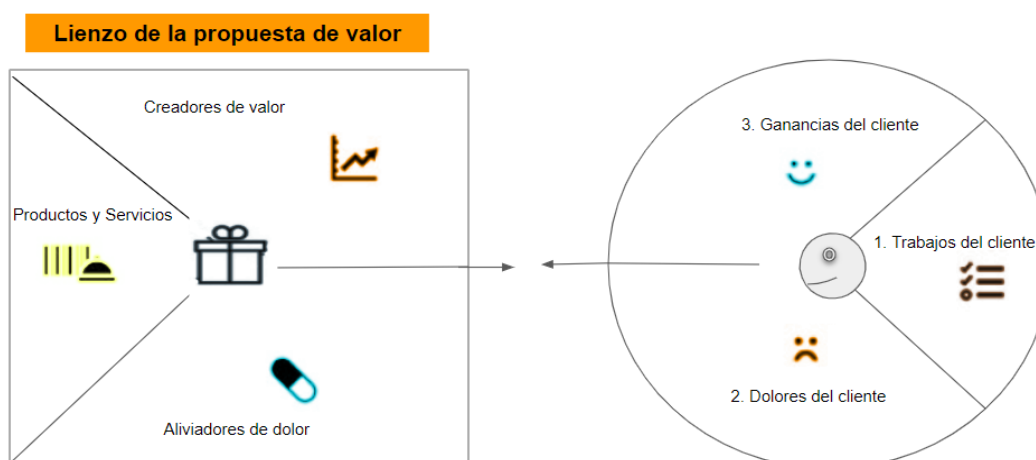 Lienzo de la propuesta de valor
Creadores de valor
Productos y Servicios
Aliviadores de dolor
3. Ganancias del cliente
1. Trabajos del cliente
2. Dolores del cliente